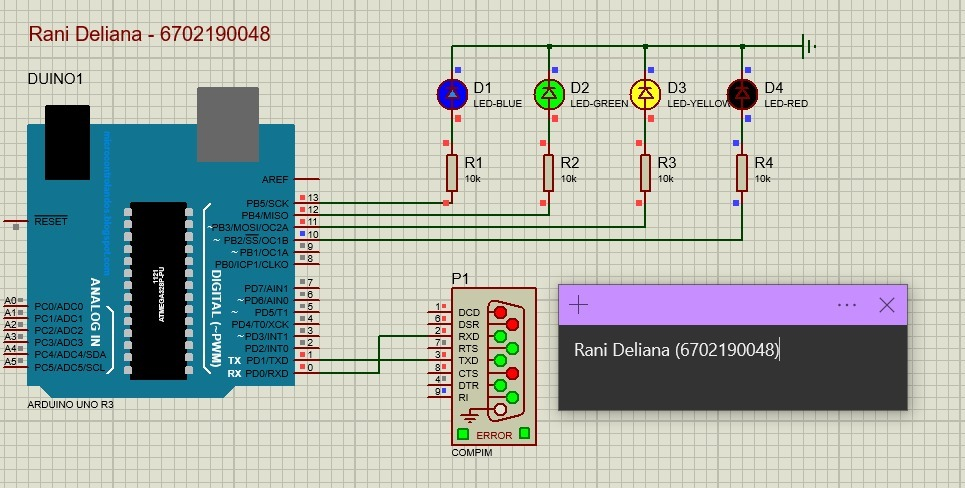 Rani Deliana - 6702190048
DUINO1
ARDUINO UNO R3
RESET
AREF
PB5/SCK 13
PB4/MISO 12
~PB3/MOSI/OC2A 11
~ PB2/SS/OC1B 10
~ PB1/OC1A 9
PB0/ICP1/CLKO 8
PD7/AIN1 7
~PD6/AIN0 6
~ PD5/T1 5
PD4/T0/XCK 4
~PD3/INT1 3
PD2/INT0 2
TX PD1/TXD 1
RX PD0/RXD 0
A0 PC0/ADC0
A1 PC1/ADC1
A2 PC2/ADC2
A3 PC3/ADC3
A4 PC4/ADC4/SDA
A5 PC5/ADC5/SCL
ANALOG IN
DIGITAL (~PWM)
1121
ATMEGA328P-PU
D1
LED-BLUE
D2
LED-GREEN
D3
LED-YELLOW
D4
LED-RED
R1
10k
R2
10k
R3
10k
R4
10k
P1
1 DCD
6 DSR
2 RXD
7 RTS
3 TXD
8 CTS
4 DTR
9 RI
ERROR
COMPIM
Rani Deliana (6702190048)